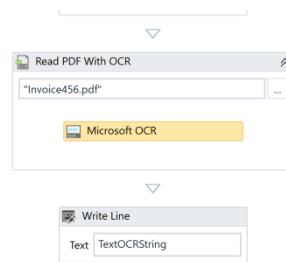 Read PDF With OCR
"Invoice456.pdf"
...
Microsoft OCR
Write Line
Text TextOCRString